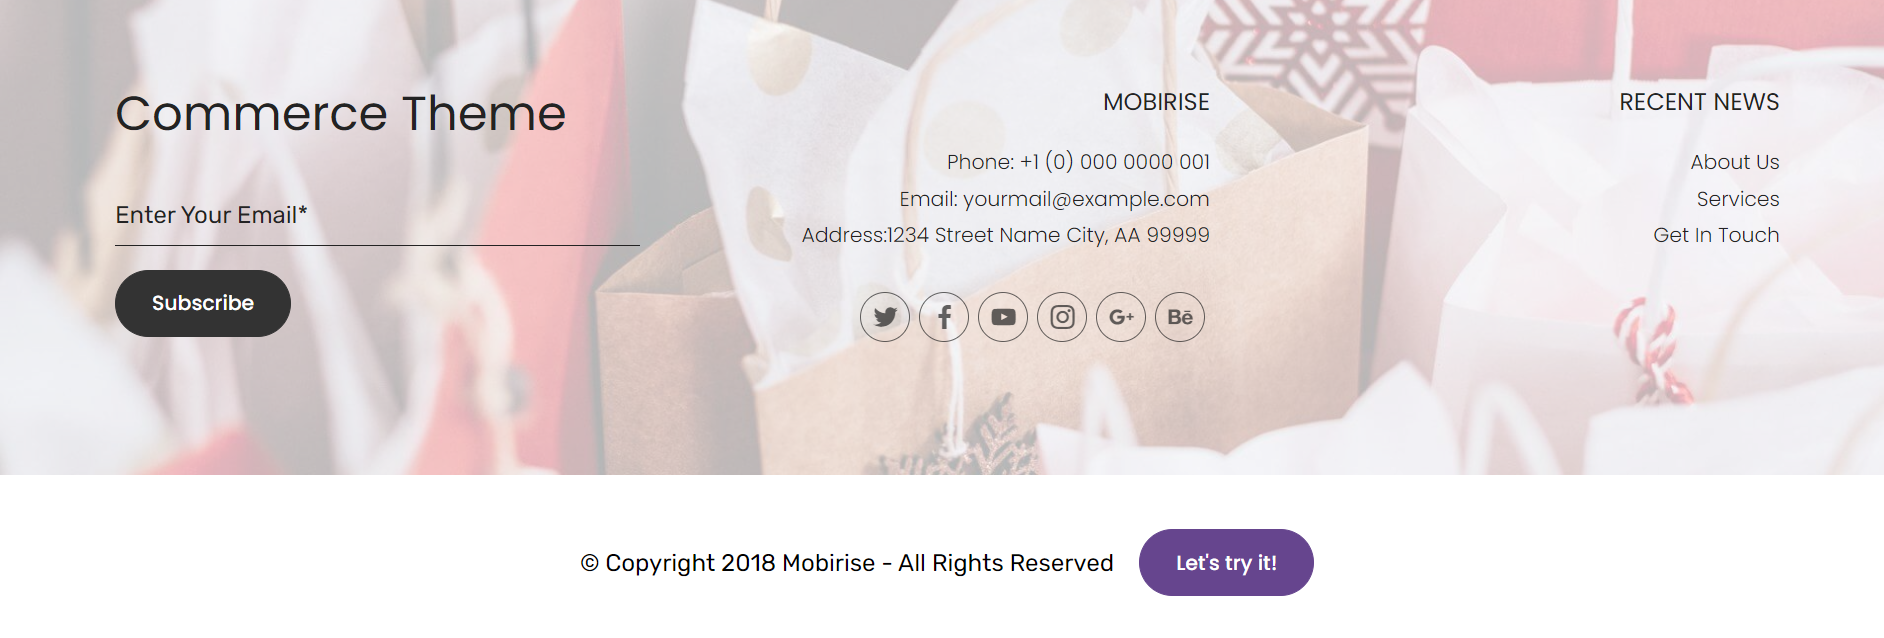 Commerce Theme
Enter Your Email*
Subscribe
MOBIRISE
Phone: +1 (0) 000 0000 001
Email: yourmail@example.com
Address:1234 Street Name City, AA 99999
G+ Bē
RECENT NEWS
About Us
Services
Get In Touch
© Copyright 2018 Mobirise - All Rights Reserved
Let's try it!